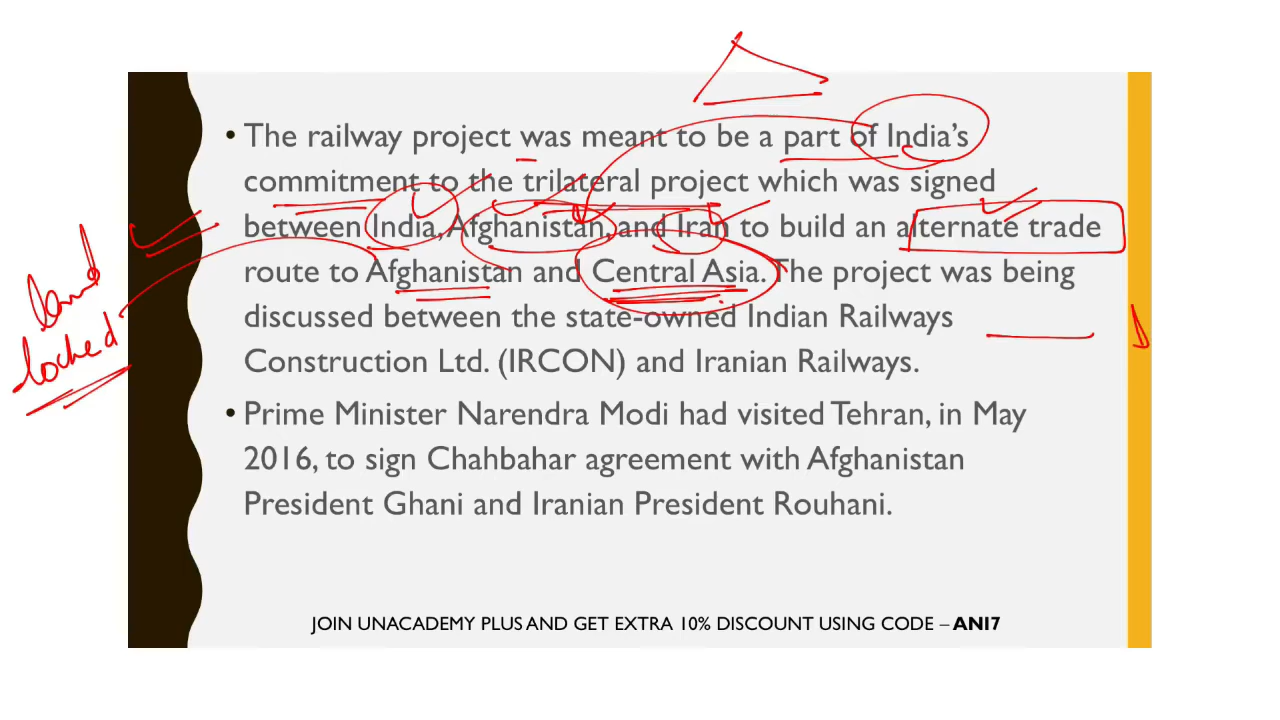 • The railway project was meant to be a part of India's
commitment to the trilateral project which was signed
between India, Afghanistan, and Iran to build an alternate trade
route to Afghanistan and Central Asia. The project was being
discussed between the state-owned Indian Railways
Construction Ltd. (IRCON) and Iranian Railways.
• Prime Minister Narendra Modi had visited Tehran, in May
2016, to sign Chahbahar agreement with Afghanistan
President Ghani and Iranian President Rouhani.
land
locked
JOIN UNACADEMY PLUS AND GET EXTRA 10% DISCOUNT USING CODE – AN17